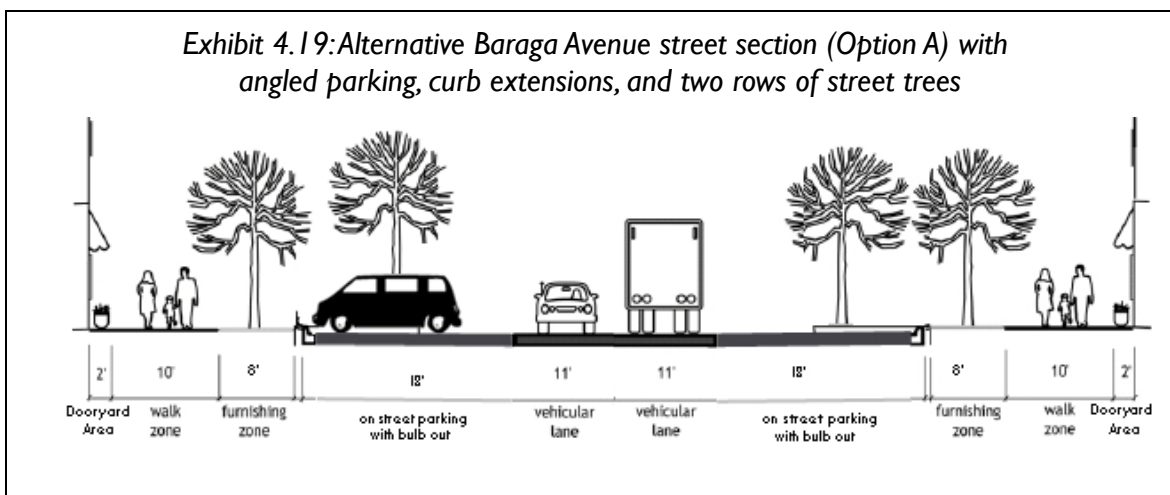 Exhibit 4.19: Alternative Baraga Avenue street section (Option A) with
angled parking, curb extensions, and two rows of street trees
2' 10' 8' 18' 11' 11' 18' 8' 10' 2'
Dooryard Area
walk zone
furnishing zone
on street parking with bulb out
vehicular lane
vehicular lane
on street parking with bulb out
furnishing zone
walk zone
Dooryard Area